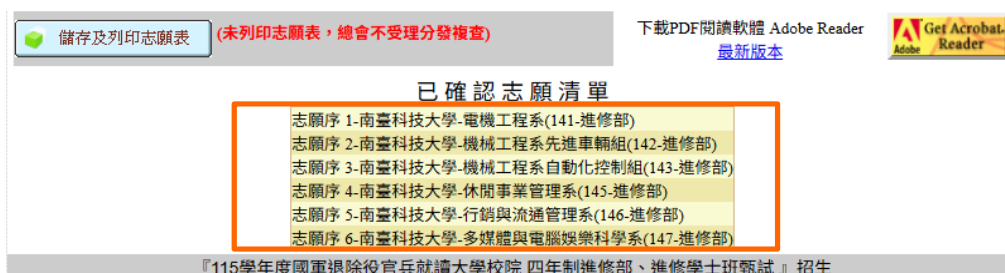 儲存及列印志願表
(未列印志願表，總會不受理分發複查)
下載PDF閱讀軟體 Adobe Reader
最新版本
Get Acrobat
Reader
Adobe
已確認志願清單
志願序 1-南臺科技大學-電機工程系(141-進修部)
志願序 2-南臺科技大學-機械工程系先進車輛組(142-進修部)
志願序 3-南臺科技大學-機械工程系自動化控制組(143-進修部)
志願序 4-南臺科技大學-休閒事業管理系(145-進修部)
志願序 5-南臺科技大學-行銷與流通管理系(146-進修部)
志願序 6-南臺科技大學-多媒體與電腦娛樂科學系(147-進修部)
『115學年度國軍退除役官兵就讀大學校院 四年制進修部、進修學士班甄試 』招生